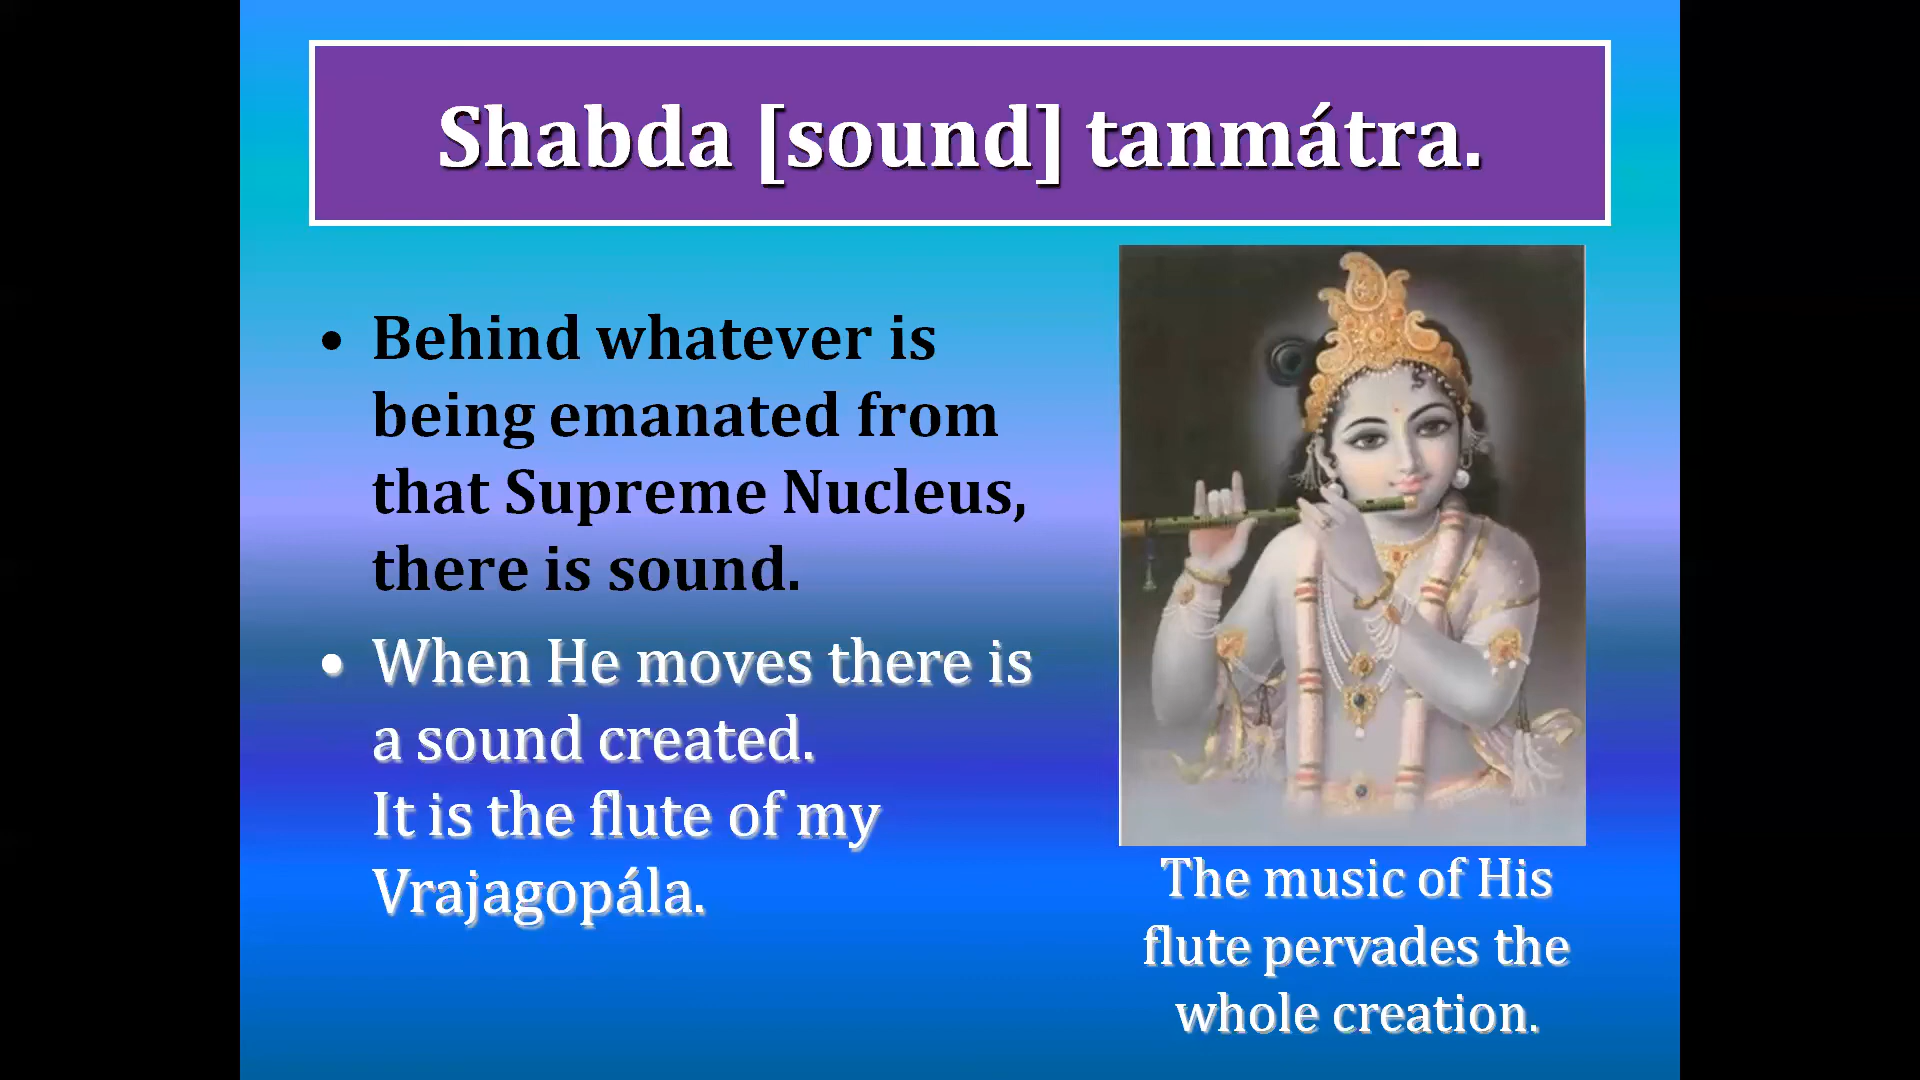 Shabda [sound] tanmátra.
• Behind whatever is
being emanated from
that Supreme Nucleus,
there is sound.
• When He moves there is
a sound created.
It is the flute of my
Vrajagopála.
The music of His
flute pervades the
whole creation.